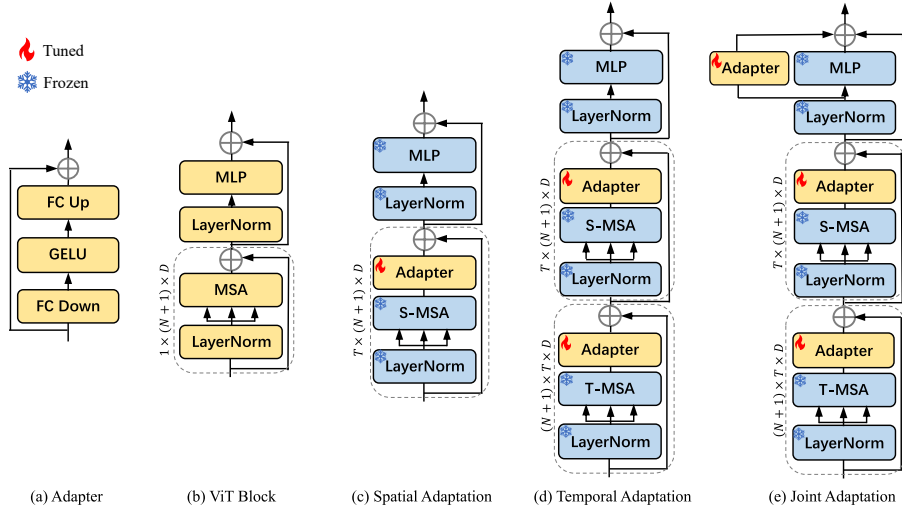 Tuned
Frozen
FC Up
GELU
FC Down
(a) Adapter
MLP
LayerNorm
MSA
LayerNorm
1 × (N + 1) × D
(b) ViT Block
MLP
LayerNorm
Adapter
S-MSA
LayerNorm
T × (N + 1) × D
(c) Spatial Adaptation
MLP
LayerNorm
Adapter
S-MSA
LayerNorm
T × (N + 1) × D
Adapter
T-MSA
LayerNorm
(N + 1) × T × D
(d) Temporal Adaptation
Adapter
MLP
LayerNorm
Adapter
S-MSA
LayerNorm
T × (N + 1) × D
Adapter
T-MSA
LayerNorm
(N + 1) × T × D
(e) Joint Adaptation